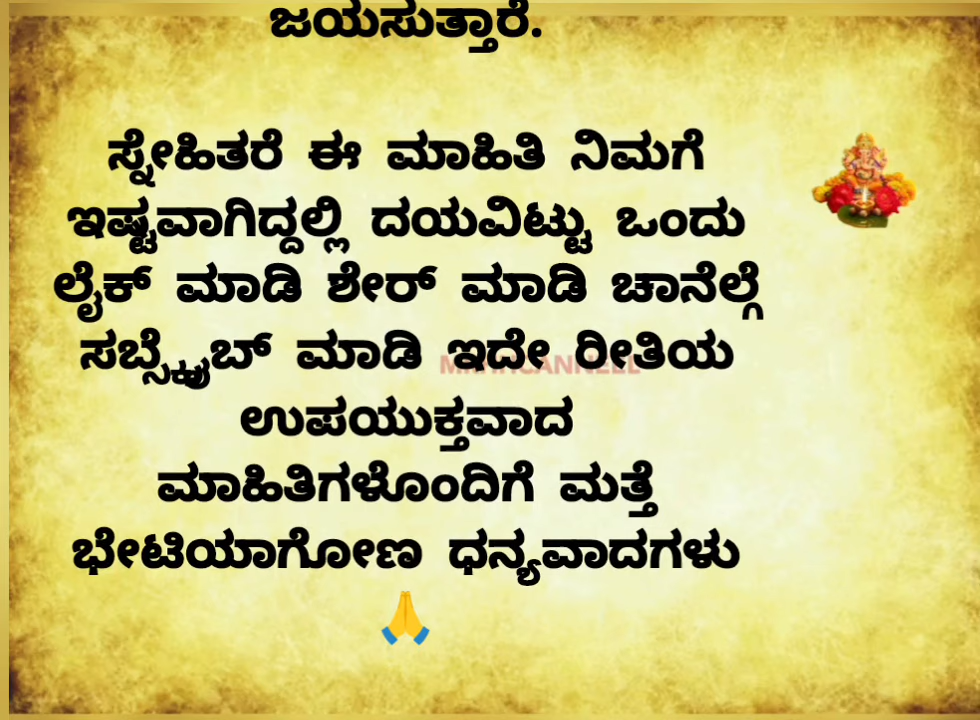 ಜಯಸುತ್ತಾರೆ.
ಸ್ನೇಹಿತರೆ ಈ ಮಾಹಿತಿ ನಿಮಗೆ
ಇಷ್ಟವಾಗಿದ್ದಲ್ಲಿ ದಯವಿಟ್ಟು ಒಂದು
ಲೈಕ್ ಮಾಡಿ ಶೇರ್ ಮಾಡಿ ಚಾನೆಲ್ಗೆ
ಸಬ್ಸ್ಕ್ರೈಬ್ ಮಾಡಿ ಇದೇ ರೀತಿಯ
ಉಪಯುಕ್ತವಾದ
ಮಾಹಿತಿಗಳೊಂದಿಗೆ ಮತ್ತೆ
ಭೇಟಿಯಾಗೋಣ ಧನ್ಯವಾದಗಳು
🙏